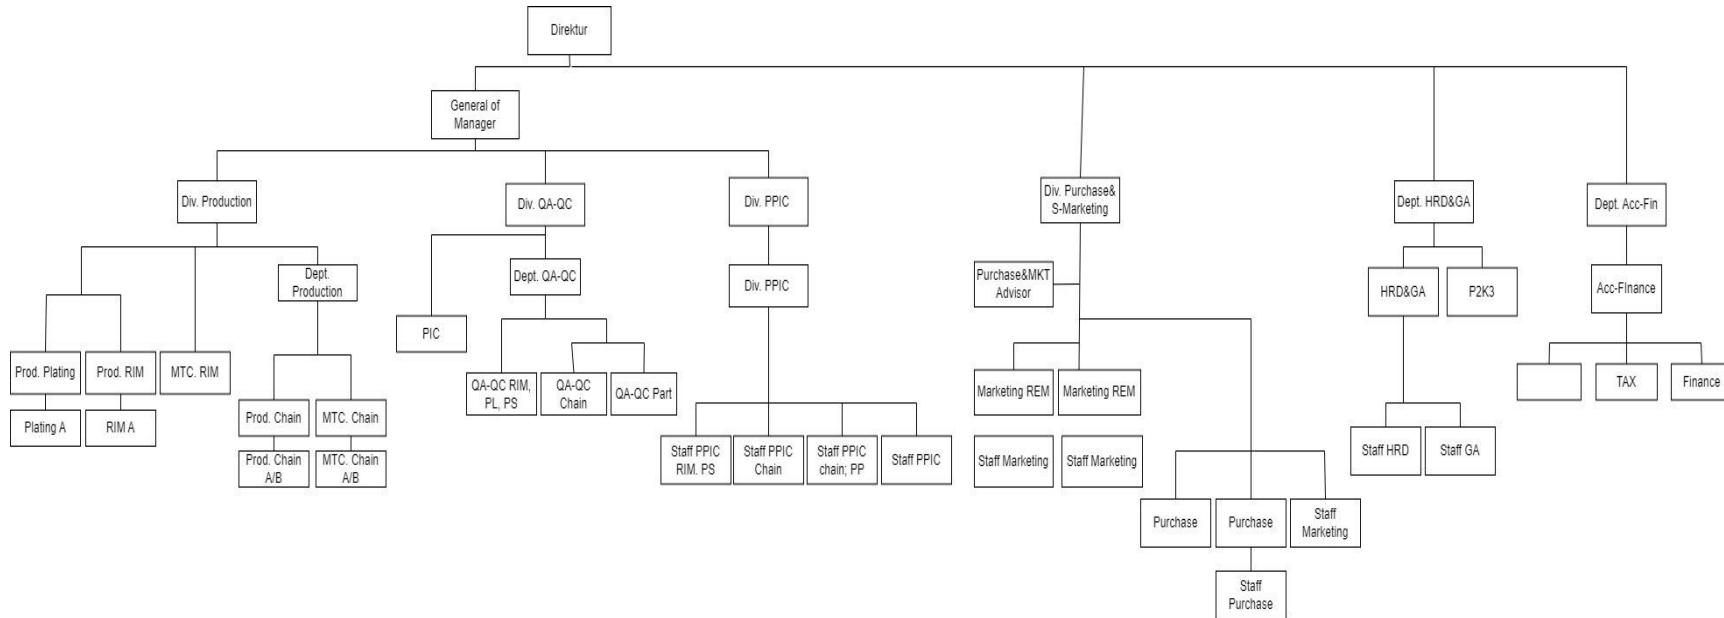 Direktur
General of
Manager
Div. Production
Div. QA-QC
Div. PPIC
Div. Purchase&
S-Marketing
Dept. HRD&GA
Dept. Acc-Fin
Dept.
Production
Dept. QA-QC
Div. PPIC
Purchase&MKT
Advisor
HRD&GA
P2K3
Acc-FInance
PIC
Prod. Plating
Prod. RIM
MTC. RIM
QA-QC RIM,
PL, PS
QA-QC
Chain
QA-QC Part
Marketing REM
Marketing REM
TAX
Finance
Plating A
RIM A
Prod. Chain
MTC. Chain
Prod. Chain
A/B
MTC. Chain
A/B
Staff PPIC
RIM. PS
Staff PPIC
Chain
Staff PPIC
chain; PP
Staff PPIC
Staff Marketing
Staff Marketing
Staff HRD
Staff GA
Purchase
Purchase
Staff
Marketing
Staff
Purchase